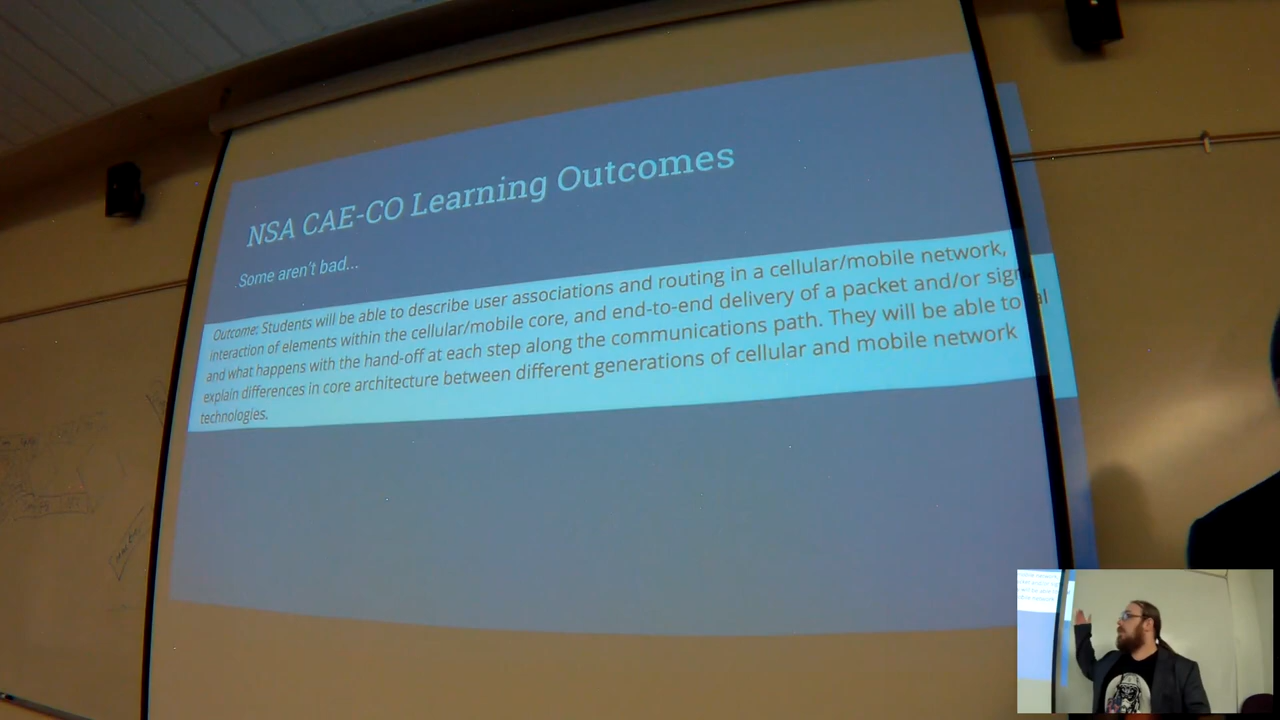 NSA CAE-CO Learning Outcomes
Some aren't bad...
Outcome: Students will be able to describe user associations and routing in a cellular/mobile network,
interaction of elements within the cellular/mobile core, and end-to-end delivery of a packet and/or signal
and what happens with the hand-off at each step along the communications path. They will be able to
explain differences in core architecture between different generations of cellular and mobile network
technologies.